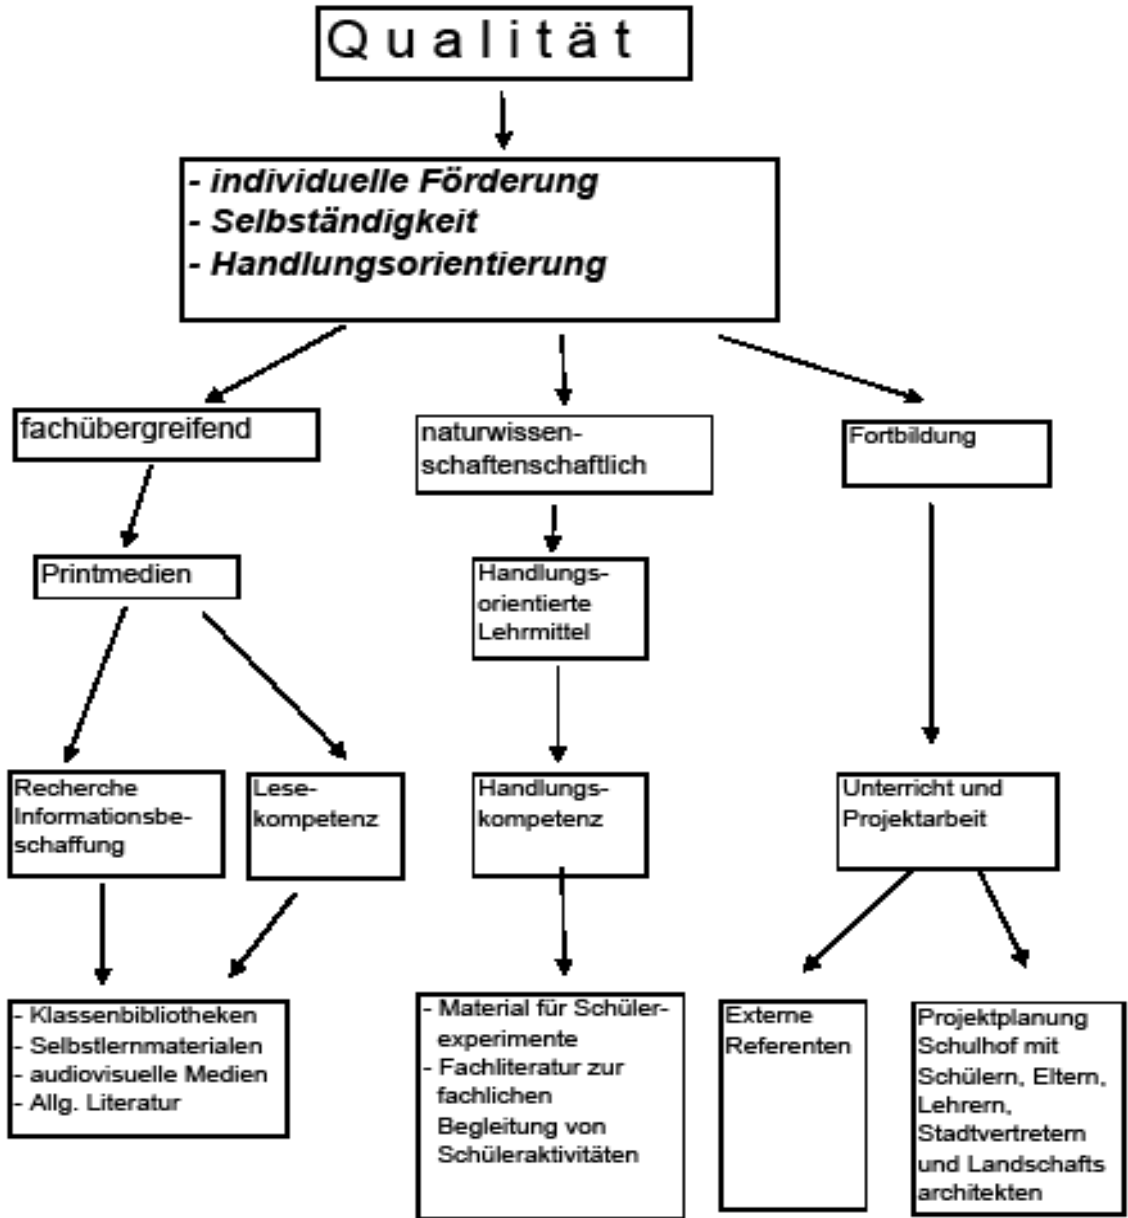 Qualität
- individuelle Förderung
- Selbständigkeit
- Handlungsorientierung
fachübergreifend
naturwissen-
schaftenschaftlich
Fortbildung
Printmedien
Handlungs-
orientierte
Lehrmittel
Recherche
Informationsbe-
schaffung
Lese-
kompetenz
Handlungs-
kompetenz
Unterricht und
Projektarbeit
- Klassenbibliotheken
- Selbstlernmaterialen
- audiovisuelle Medien
- Allg. Literatur
- Material für Schüler-
experimente
- Fachliteratur zur
fachlichen
Begleitung von
Schüleraktivitäten
Externe
Referenten
Projektplanung
Schulhof mit
Schülern, Eltern,
Lehrern,
Stadtvertretern
und Landschafts
architekten